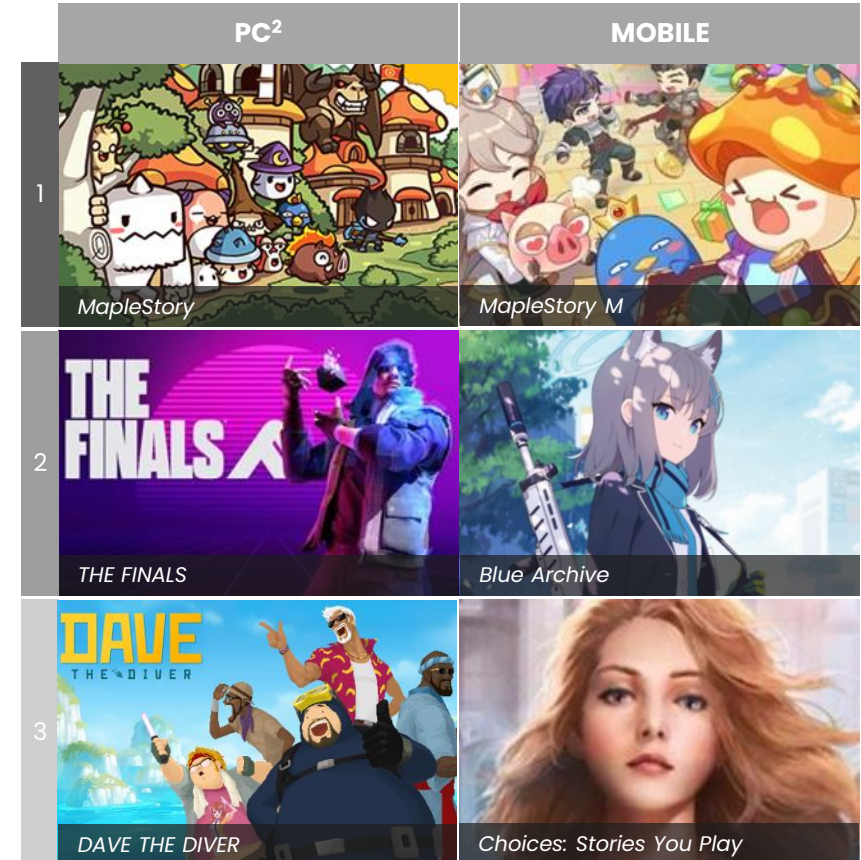 PC²
MOBILE
1
MapleStory
MapleStory M
2
THE
FINALS
THE FINALS
Blue Archive
3
DAVE
THE DIVER
DAVE THE DIVER
Choices: Stories You Play